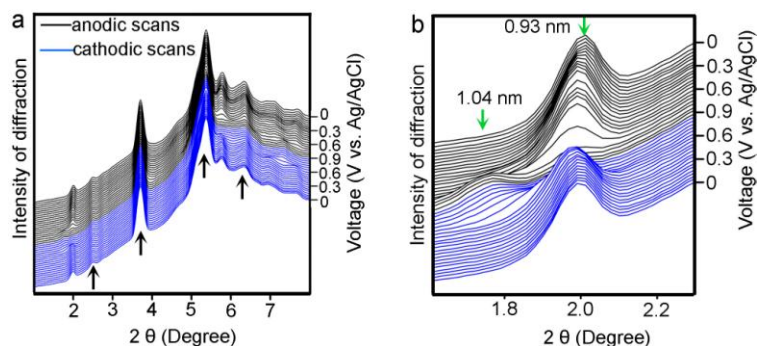 a
anodic scans
cathodic scans
Intensity of diffraction
0
0.3
0.6
0.9
0.6
0.3
0
Voltage (V vs. Ag/AgCl)
2 3 4 5 6 7
2 θ (Degree)
b
0.93 nm
1.04 nm
Intensity of diffraction
0
0.3
0.6
0.9
0.6
0.3
0
Voltage (V vs. Ag/AgCl)
1.8 2.0 2.2
2 θ (Degree)